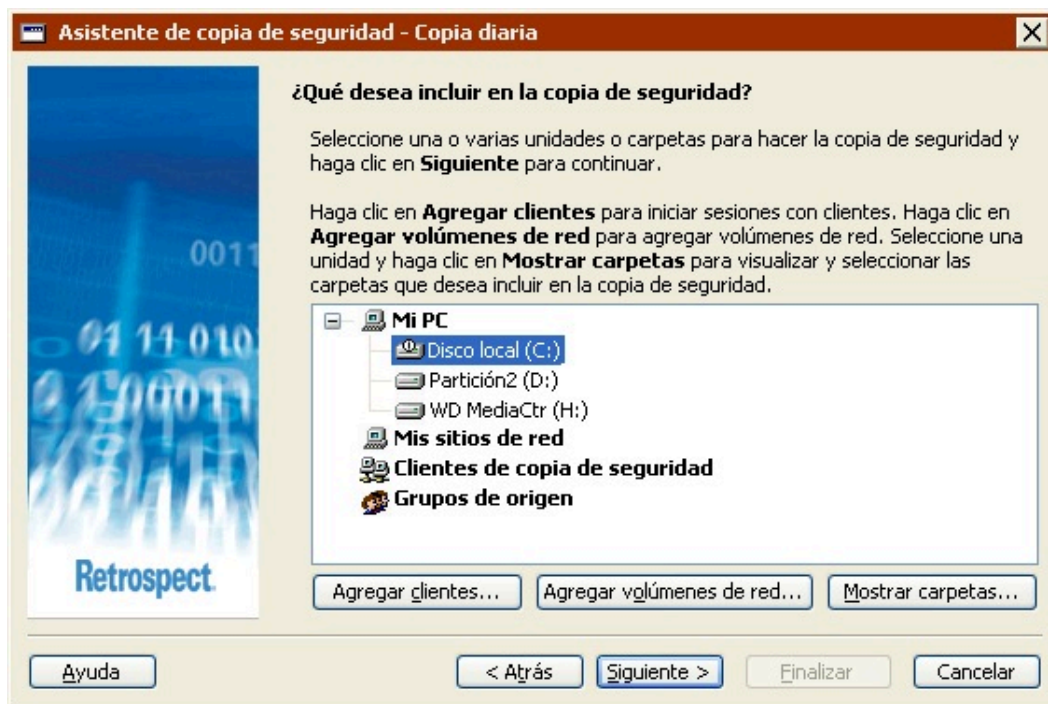 Asistente de copia de seguridad - Copia diaria
¿Qué desea incluir en la copia de seguridad?
Seleccione una o varias unidades o carpetas para hacer la copia de seguridad y
haga clic en Siguiente para continuar.
Haga clic en Agregar clientes para iniciar sesiones con clientes. Haga clic en
Agregar volúmenes de red para agregar volúmenes de red. Seleccione una
unidad y haga clic en Mostrar carpetas para visualizar y seleccionar las
carpetas que desea incluir en la copia de seguridad.
0011
01 11 010
Retrospect.
Mi PC
Disco local (C:)
Partición2 (D:)
WD MediaCtr (H:)
Mis sitios de red
Clientes de copia de seguridad
Grupos de origen
Agregar clientes... Agregar volúmenes de red... Mostrar carpetas...
Ayuda < Atrás Siguiente > Finalizar Cancelar